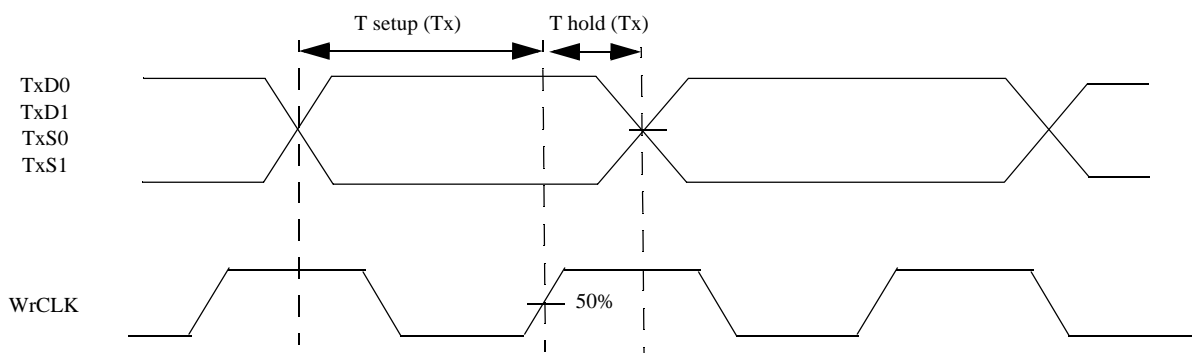 T setup (Tx)
T hold (Tx)
TxD0
TxD1
TxS0
TxS1
WrCLK
50%